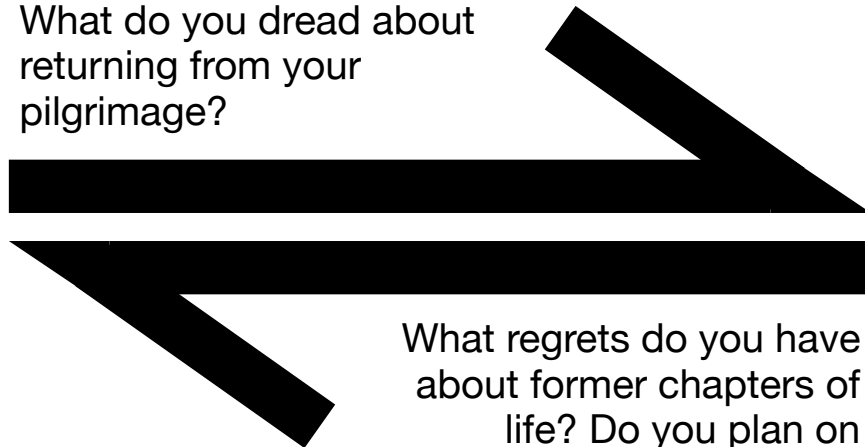 What do you dread about
returning from your
pilgrimage?
What regrets do you have
about former chapters of
life? Do you plan on